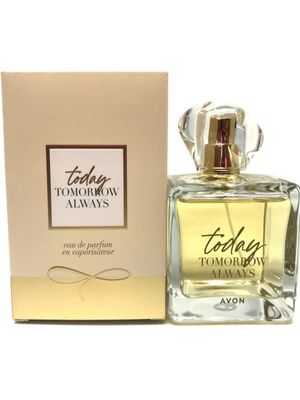 today
TOMORROW
ALWAYS
eau de parfum
en vaporisateur
today
TOMORROW
ALWAYS
AVON